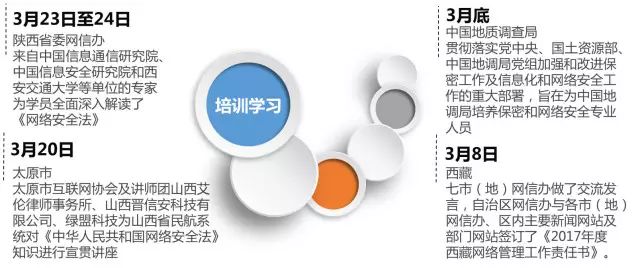 3月23日至24日
陕西省委网信办
来自中国信息通信研究院、
中国信息安全研究院和西
安交通大学等单位的专家
为学员全面深入解读了
《网络安全法》
3月20日
太原市
太原市互联网协会及讲师团山西艾
伦律师事务所、山西晋信安科技有
限公司、绿盟科技为山西省民航系
统对《中华人民共和国网络安全法》
知识进行宣贯讲座
培训学习
3月底
中国地质调查局
贯彻落实党中央、国土资源部、
中国地调局党组加强和改进保
密工作及信息化和网络安全工
作的重大部署，旨在为中国地
调局培养保密和网络安全专业
人员
3月8日
西藏
七市（地）网信办做了交流发
言，自治区网信办与各市（地）
网信办、区内主要新闻网站及
部门网站签订了《2017年度
西藏网络管理工作责任书》。